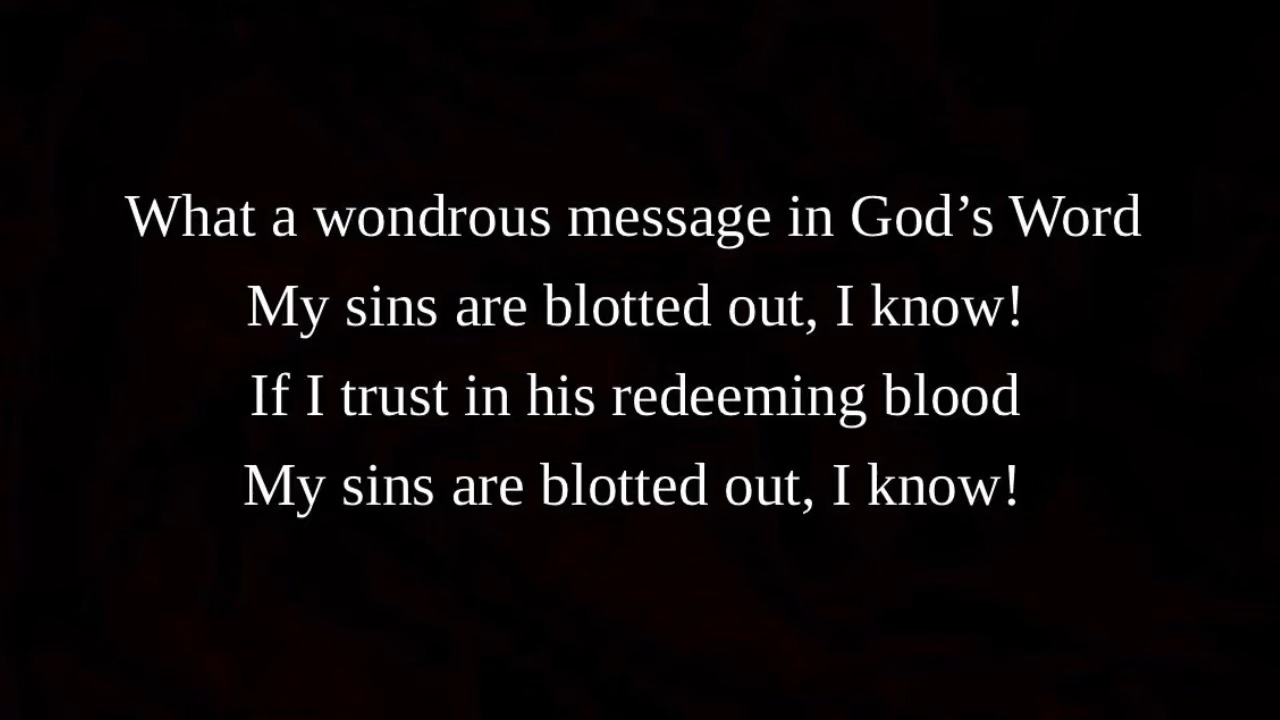 What a wondrous message in God’s Word
My sins are blotted out, I know!
If I trust in his redeeming blood
My sins are blotted out, I know!